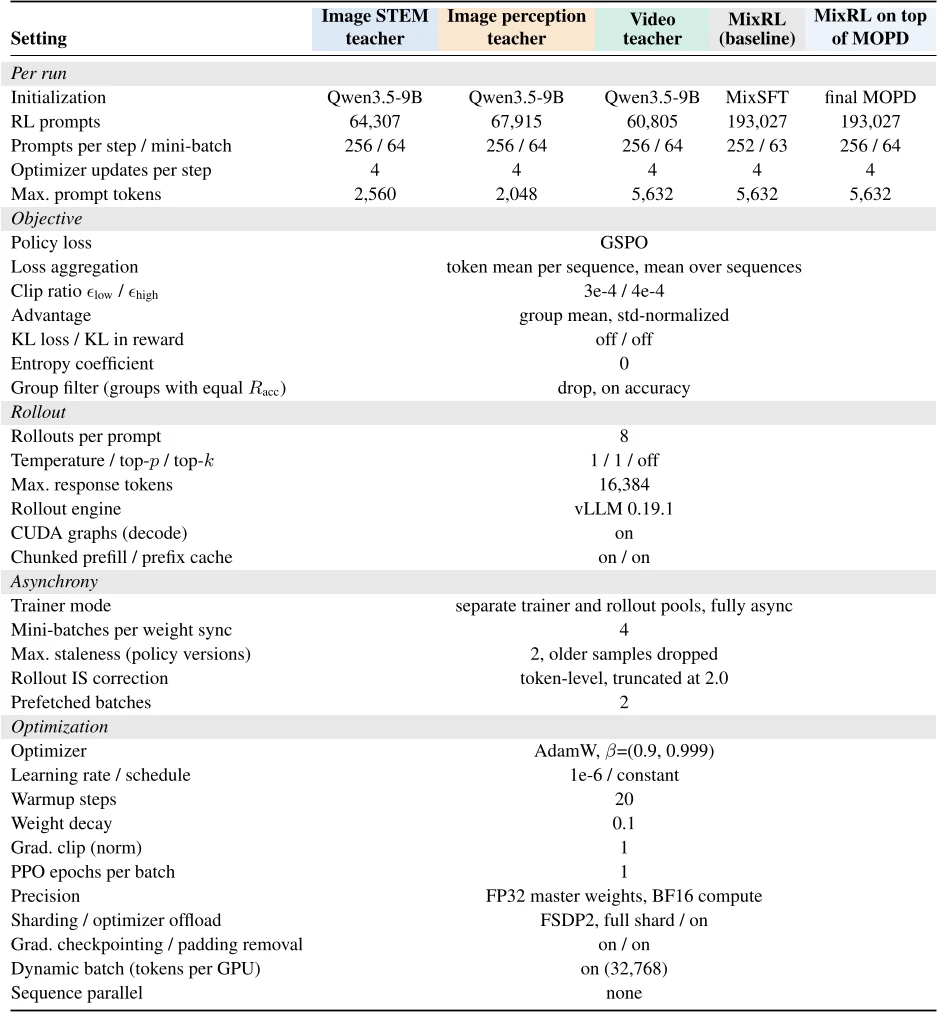 Setting Image STEM teacher Image perception teacher Video teacher MixRL (baseline) MixRL on top of MOPD
Per run
Initialization Qwen3.5-9B Qwen3.5-9B Qwen3.5-9B MixSFT final MOPD
RL prompts 64,307 67,915 60,805 193,027 193,027
Prompts per step / mini-batch 256 / 64 256 / 64 256 / 64 252 / 63 256 / 64
Optimizer updates per step 4 4 4 4 4
Max. prompt tokens 2,560 2,048 5,632 5,632 5,632
Objective
Policy loss GSPO
Loss aggregation token mean per sequence, mean over sequences
Clip ratio ϵlow / ϵhigh 3e-4 / 4e-4
Advantage group mean, std-normalized
KL loss / KL in reward off / off
Entropy coefficient 0
Group filter (groups with equal Racc) drop, on accuracy
Rollout
Rollouts per prompt 8
Temperature / top-p / top-k 1 / 1 / off
Max. response tokens 16,384
Rollout engine vLLM 0.19.1
CUDA graphs (decode) on
Chunked prefill / prefix cache on / on
Asynchrony
Trainer mode separate trainer and rollout pools, fully async
Mini-batches per weight sync 4
Max. staleness (policy versions) 2, older samples dropped
Rollout IS correction token-level, truncated at 2.0
Prefetched batches 2
Optimization
Optimizer AdamW, β=(0.9, 0.999)
Learning rate / schedule 1e-6 / constant
Warmup steps 20
Weight decay 0.1
Grad. clip (norm) 1
PPO epochs per batch 1
Precision FP32 master weights, BF16 compute
Sharding / optimizer offload FSDP2, full shard / on
Grad. checkpointing / padding removal on / on
Dynamic batch (tokens per GPU) on (32,768)
Sequence parallel none